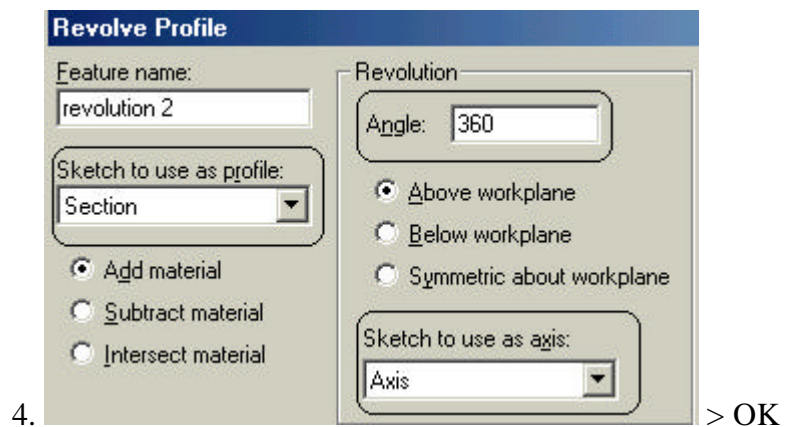 Revolve Profile
Feature name:
revolution 2
Sketch to use as profile:
Section
Add material
Subtract material
Intersect material
Revolution
Angle: 360
Above workplane
Below workplane
Symmetric about workplane
Sketch to use as axis:
Axis
4. > OK